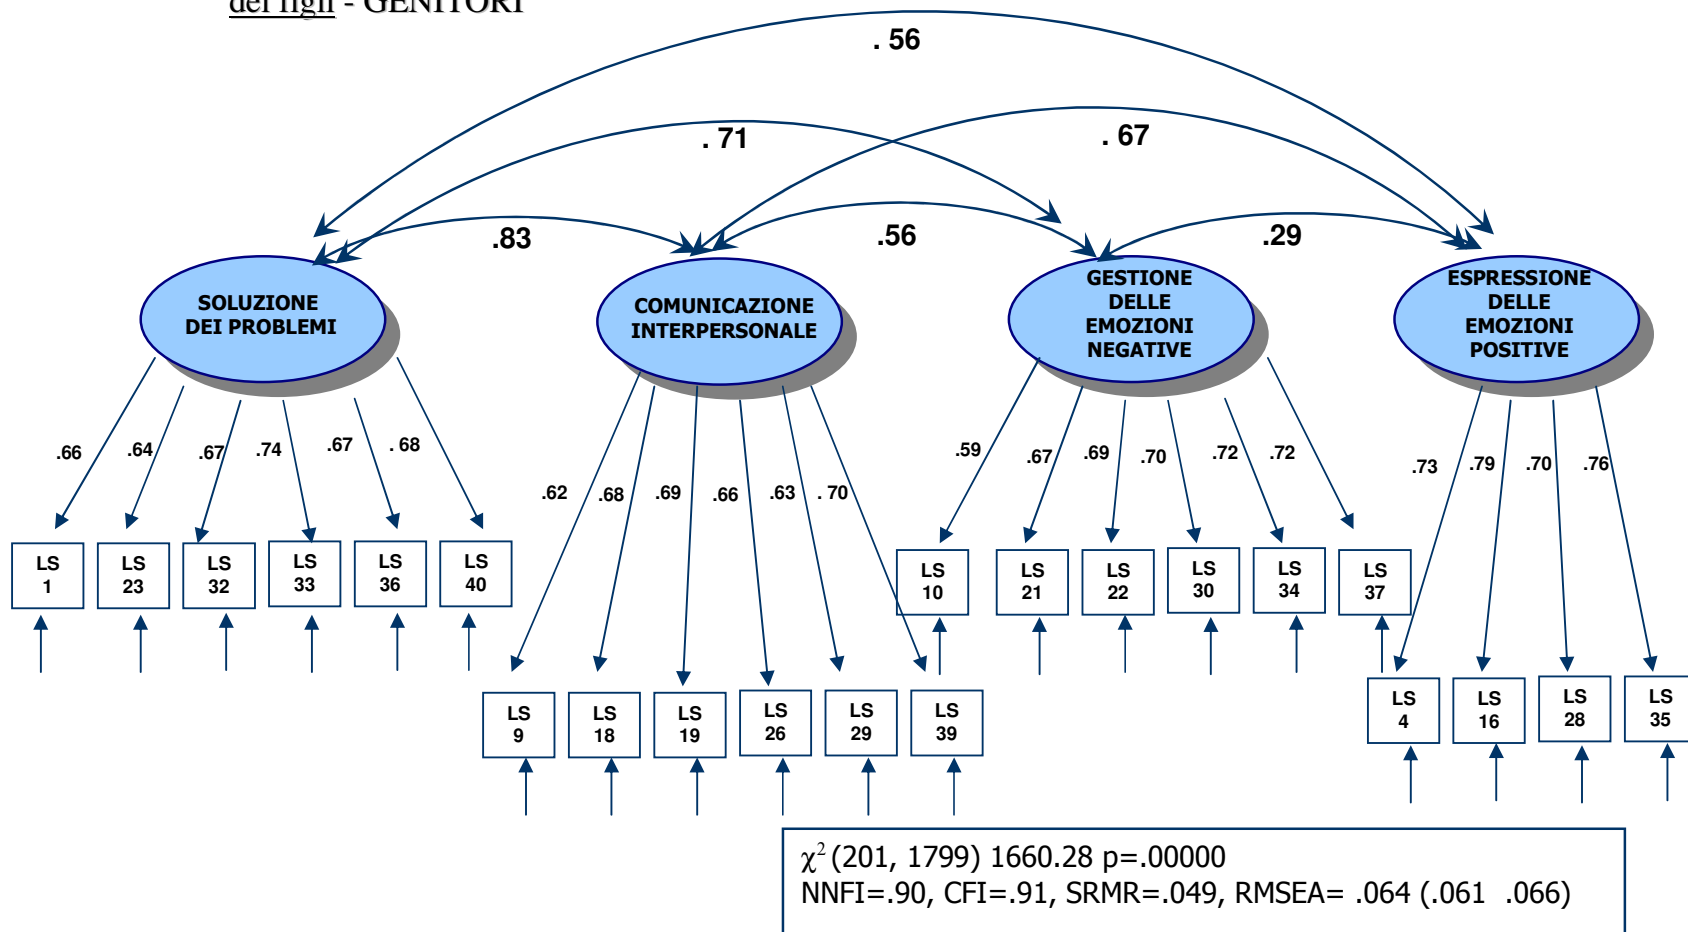 dei figli - GENITORI
. 56
. 71
. 67
.83
.56
.29
SOLUZIONE
DEI PROBLEMI
COMUNICAZIONE
INTERPERSONALE
GESTIONE
DELLE
EMOZIONI
NEGATIVE
ESPRESSIONE
DELLE
EMOZIONI
POSITIVE
.66
.64
.67
.74
.67
. 68
.62
.68
.69
.66
.63
. 70
.59
.67
.69
.70
.72
.72
.73
.79
.70
.76
LS
1
LS
23
LS
32
LS
33
LS
36
LS
40
LS
10
LS
21
LS
22
LS
30
LS
34
LS
37
LS
9
LS
18
LS
19
LS
26
LS
29
LS
39
LS
4
LS
16
LS
28
LS
35
χ² (201, 1799) 1660.28 p=.00000
NNFI=.90, CFI=.91, SRMR=.049, RMSEA= .064 (.061 .066)